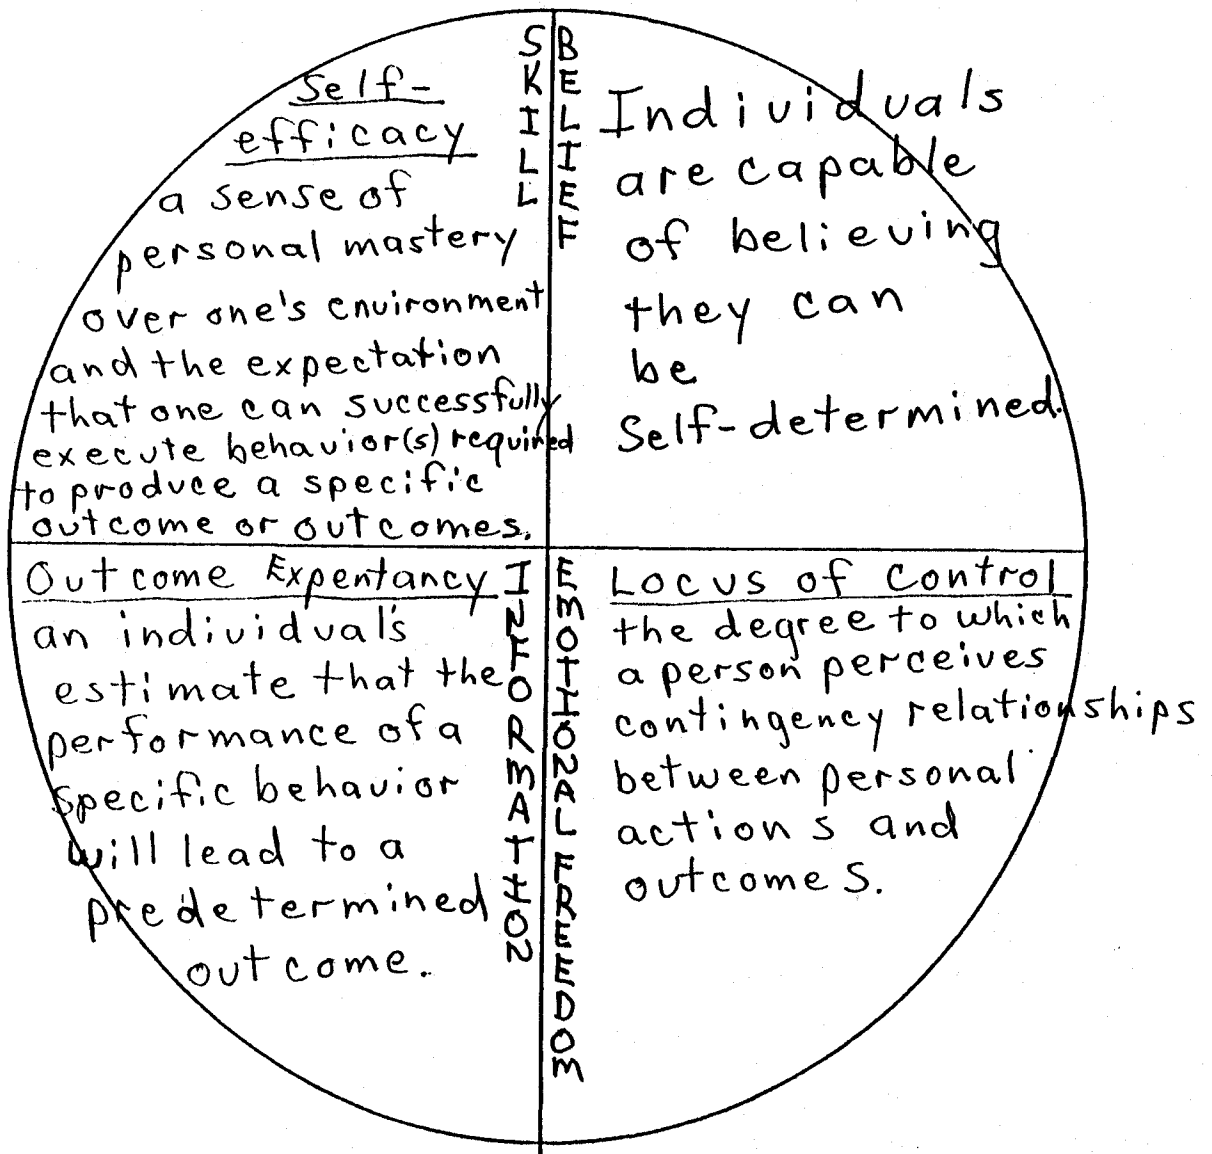 SKILL
Self-
efficacy
a sense of
personal mastery
over one's environment
and the expectation
that one can successfully
execute behavior(s) required
to produce a specific
outcome or outcomes.
BELIEF
Individuals
are capable
of believing
they can
be
Self-determined.
Outcome Expentancy
an individual's
estimate that the
performance of a
specific behavior
will lead to a
predetermined
outcome.
INFORMATION
EMOTIONAL FREEDOM
Locus of Control
the degree to which
a person perceives
contingency relationships
between personal
actions and
outcomes.